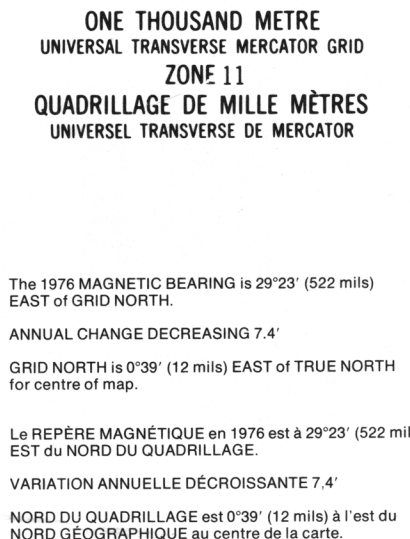 ONE THOUSAND METRE
UNIVERSAL TRANSVERSE MERCATOR GRID
ZONE 11
QUADRILLAGE DE MILLE MÈTRES
UNIVERSEL TRANSVERSE DE MERCATOR
The 1976 MAGNETIC BEARING is 29°23′ (522 mils)
EAST of GRID NORTH.
ANNUAL CHANGE DECREASING 7.4′
GRID NORTH is 0°39′ (12 mils) EAST of TRUE NORTH
for centre of map.
Le REPÈRE MAGNÉTIQUE en 1976 est à 29°23′ (522 mil
EST du NORD DU QUADRILLAGE.
VARIATION ANNUELLE DÉCROISSANTE 7,4′
NORD DU QUADRILLAGE est 0°39′ (12 mils) à l'est du
NORD GÉOGRAPHIQUE au centre de la carte.